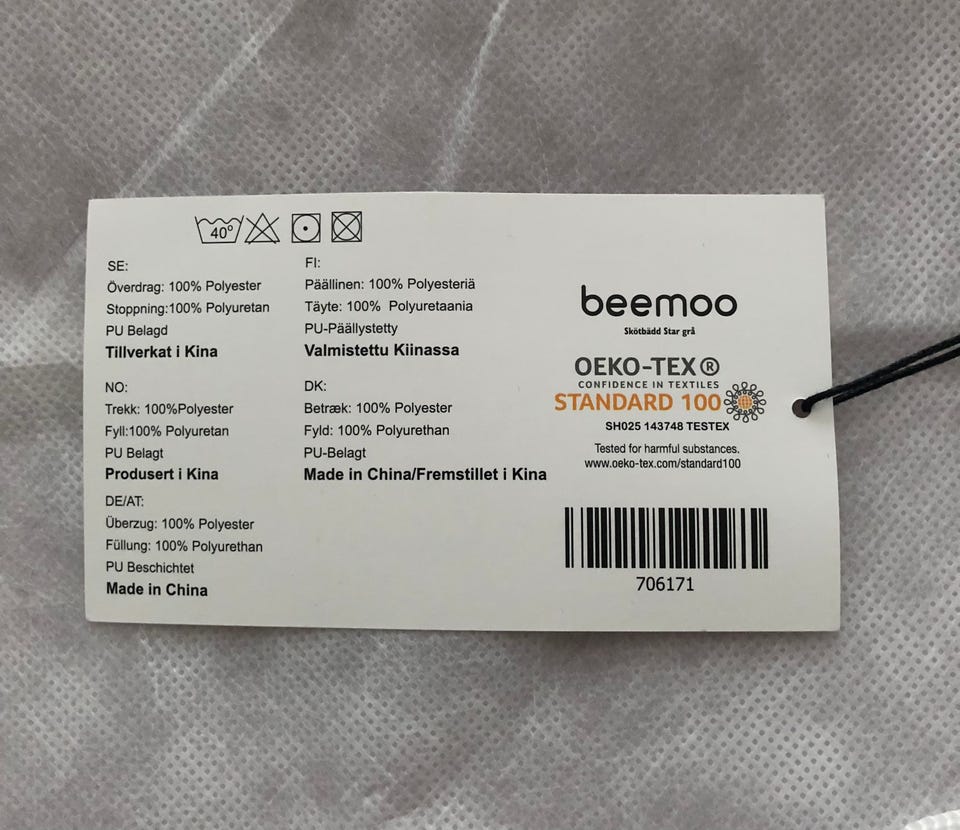 40°
SE:
Överdrag: 100% Polyester
Stoppning:100% Polyuretan
PU Belagd
Tillverkat i Kina
FI:
Päällinen: 100% Polyesteriä
Täyte: 100% Polyuretaania
PU-Päällystetty
Valmistettu Kiinassa
NO:
Trekk: 100%Polyester
Fyll:100% Polyuretan
PU Belagt
Produsert i Kina
DK:
Betræk: 100% Polyester
Fyld: 100% Polyurethan
PU-Belagt
Made in China/Fremstillet i Kina
DE/AT:
Überzug: 100% Polyester
Füllung: 100% Polyurethan
PU Beschichtet
Made in China
beemoo
Skötbädd Star grå
OEKO-TEX®
CONFIDENCE IN TEXTILES
STANDARD 100
SH025 143748 TESTEX
Tested for harmful substances.
www.oeko-tex.com/standard100
706171